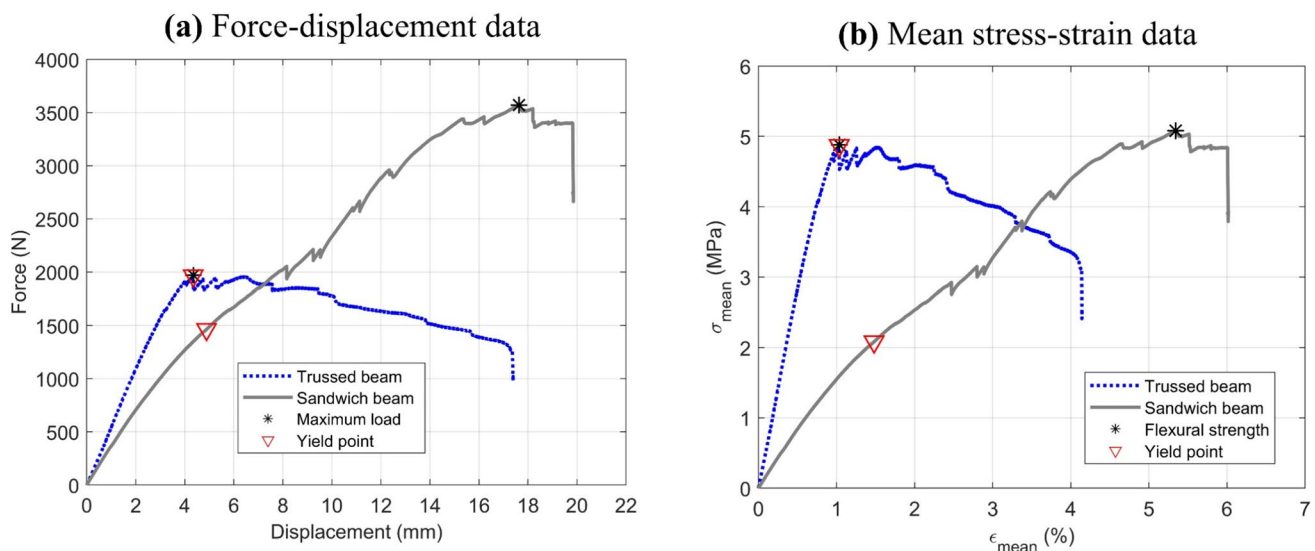 (a) Force-displacement data
4000
3500
3000
2500
2000
1500
1000
500
0
Force (N)
0 2 4 6 8 10 12 14 16 18 20 22
Displacement (mm)
Trussed beam
Sandwich beam
Maximum load
Yield point
(b) Mean stress-strain data
6
5
4
3
2
1
0
σmean (MPa)
0 1 2 3 4 5 6 7
ϵmean (%)
Trussed beam
Sandwich beam
Flexural strength
Yield point